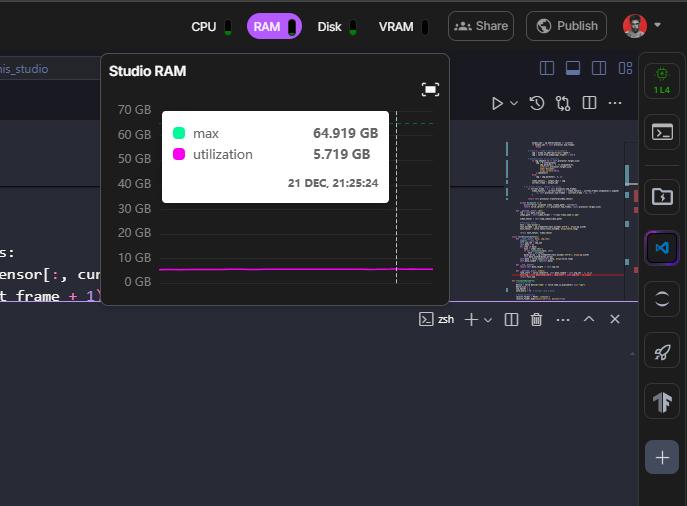 CPU RAM Disk VRAM Share Publish
nis_studio
Studio RAM
70 GB
60 GB
50 GB
40 GB
30 GB
20 GB
10 GB
0 GB
max 64.919 GB
utilization 5.719 GB
21 DEC, 21:25:24
1 L4
s:
ensor[:, cur
t frame + 1)
zsh